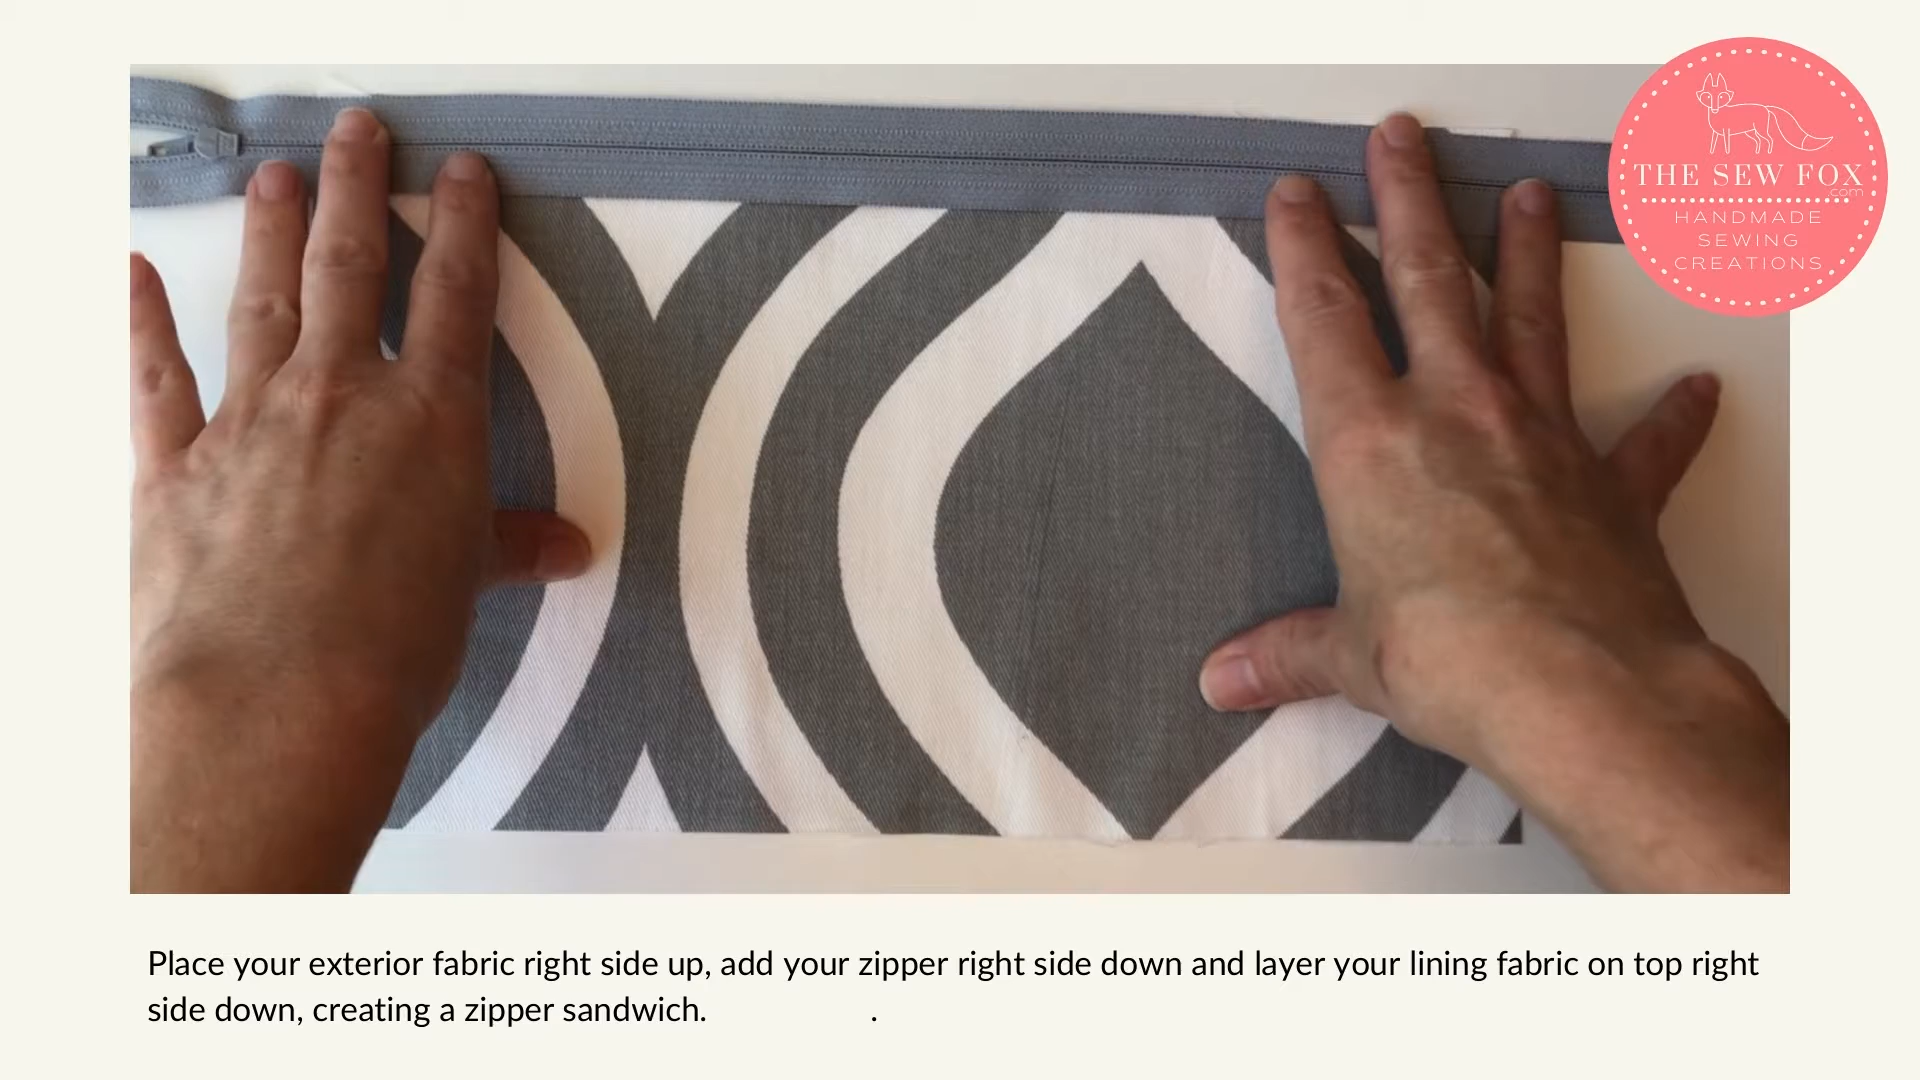 THE SEW FOX
.com
HANDMADE
SEWING
CREATIONS
Place your exterior fabric right side up, add your zipper right side down and layer your lining fabric on top right
side down, creating a zipper sandwich. .